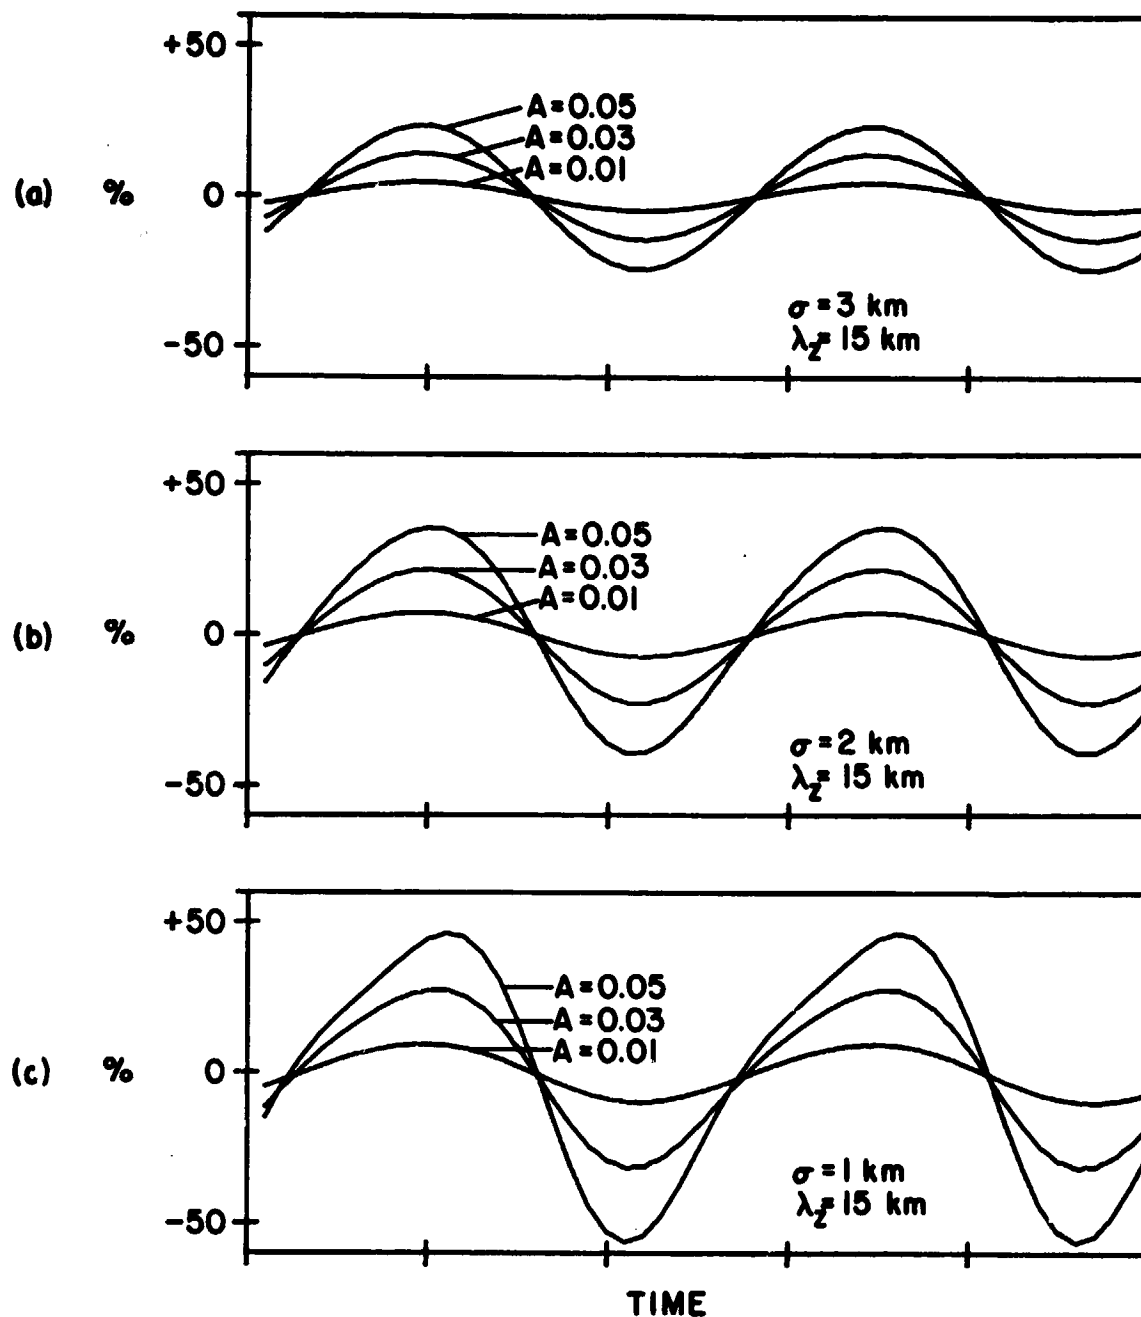 +50
A=0.05
A=0.03
A=0.01
(a) % 0
σ=3 km
-50
λz=15 km
+50
A=0.05
A=0.03
A=0.01
(b) % 0
σ=2 km
-50
λz=15 km
+50
A=0.05
A=0.03
A=0.01
(c) % 0
σ=1 km
-50
λz=15 km
TIME